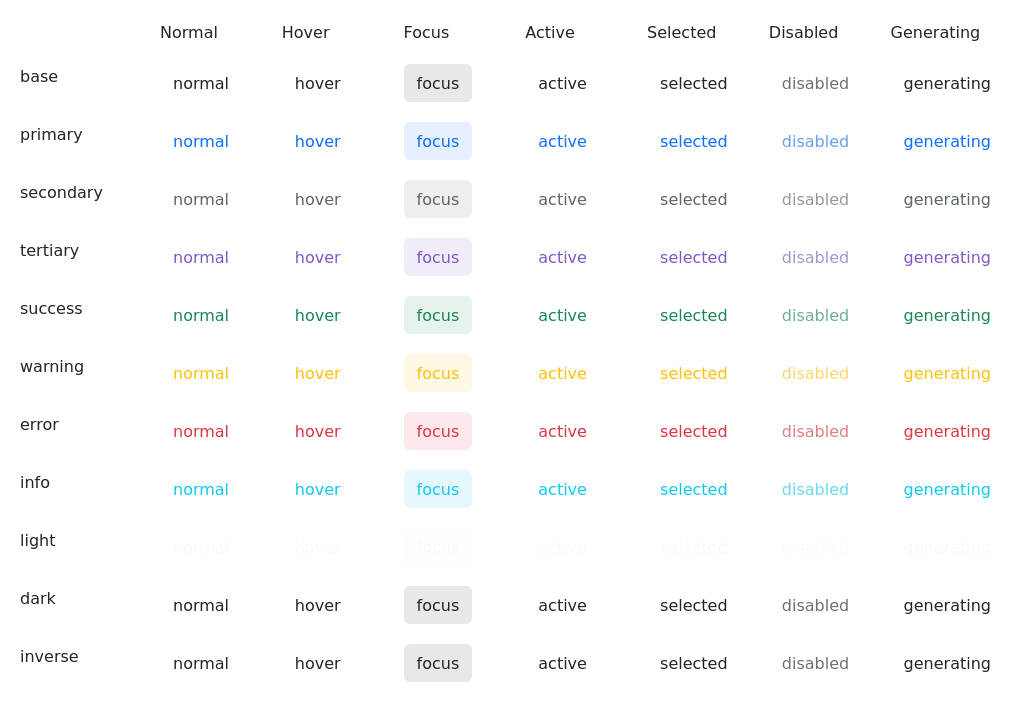 Normal Hover Focus Active Selected Disabled Generating
base normal hover focus active selected disabled generating
primary normal hover focus active selected disabled generating
secondary normal hover focus active selected disabled generating
tertiary normal hover focus active selected disabled generating
success normal hover focus active selected disabled generating
warning normal hover focus active selected disabled generating
error normal hover focus active selected disabled generating
info normal hover focus active selected disabled generating
light normal hover focus active selected disabled generating
dark normal hover focus active selected disabled generating
inverse normal hover focus active selected disabled generating